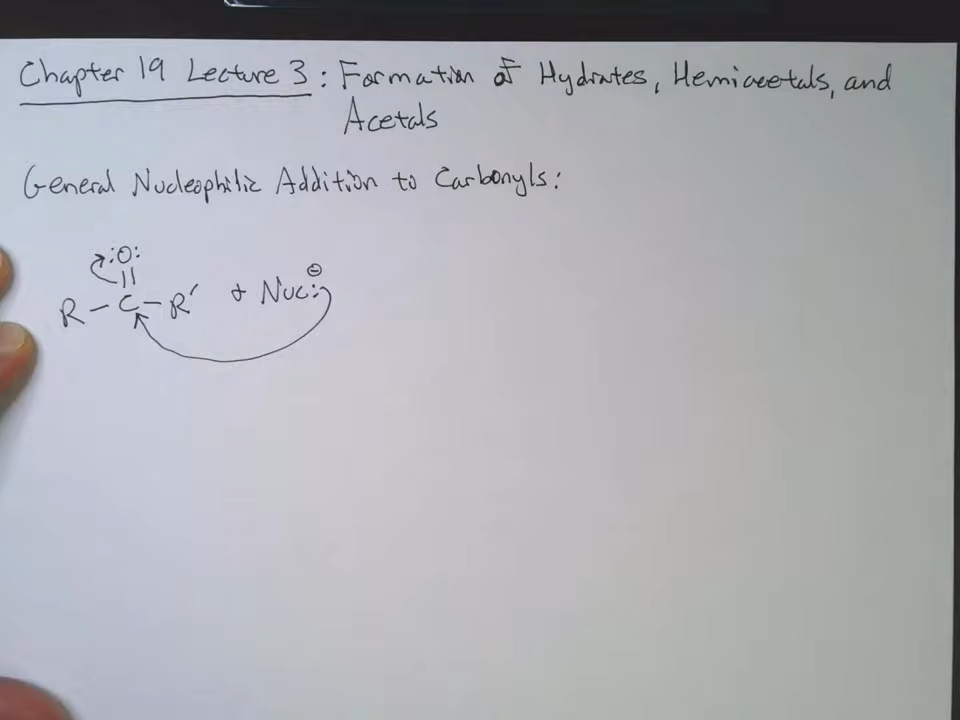 Chapter 19 Lecture 3: Formation of Hydrates, Hemiacetals, and
Acetals
General Nucleophilic Addition to Carbonyls:
:O:
R - C - R' + Nuc: ⊖